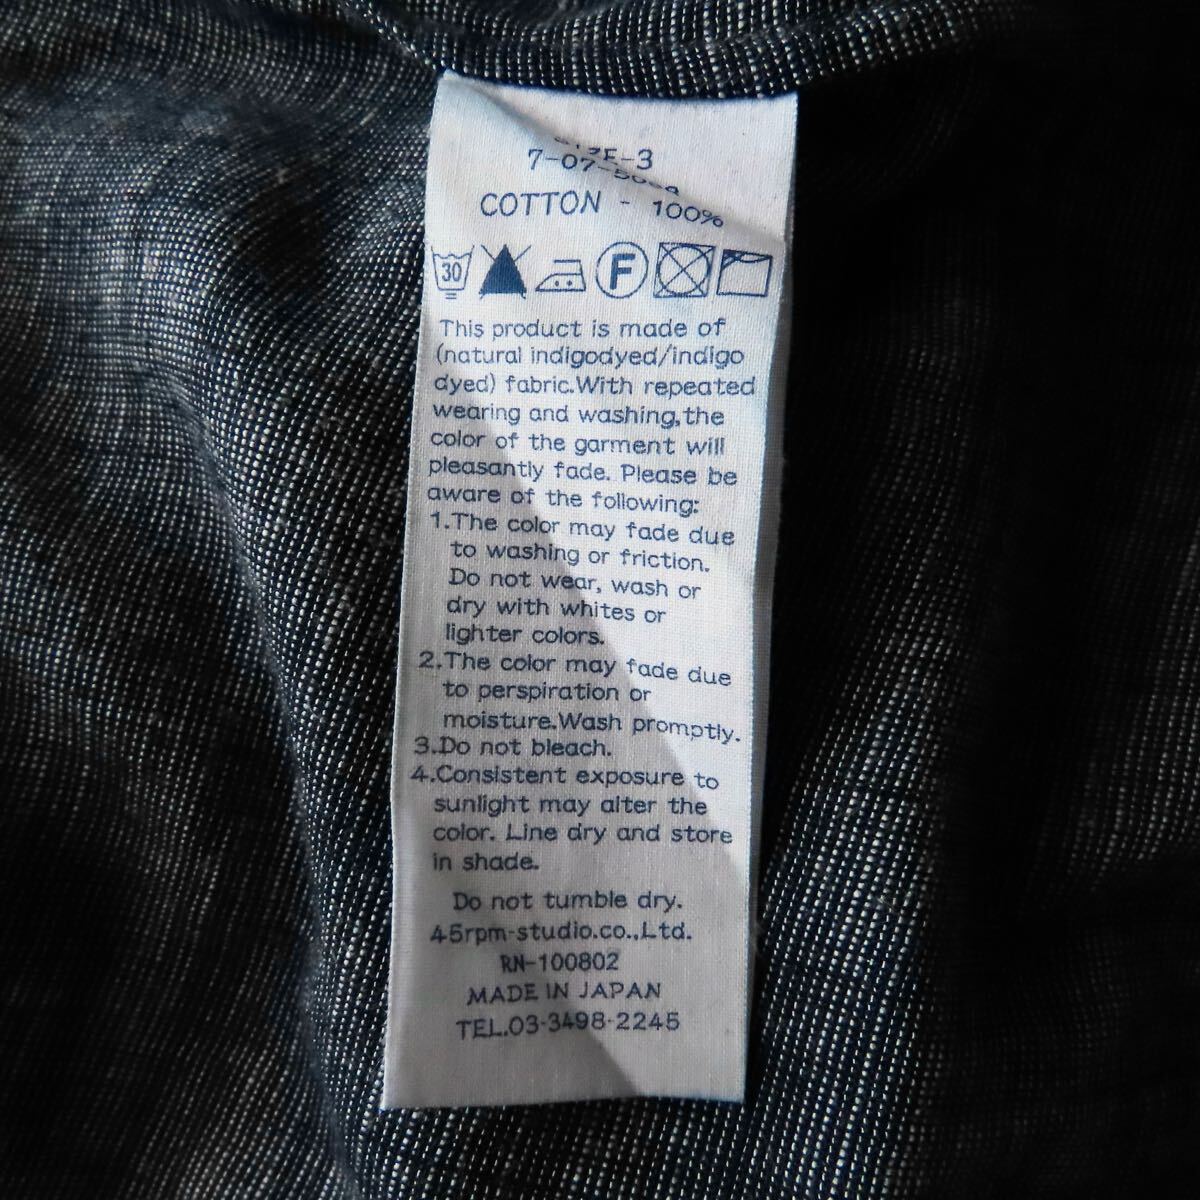 7-07-
COTTON - 100%
30
F
This product is made of
(natural indigodyed/indigo
dyed) fabric.With repeated
wearing and washing,the
color of the garment will
pleasantly fade. Please be
aware of the following:
1.The color may fade due
to washing or friction.
Do not wear, wash or
dry with whites or
lighter colors.
2.The color may fade due
to perspiration or
moisture.Wash promptly.
3.Do not bleach.
4.Consistent exposure to
sunlight may alter the
color. Line dry and store
in shade.
Do not tumble dry.
45rpm-studio.co.,Ltd.
RN-100802
MADE IN JAPAN
TEL.03-3498-2245